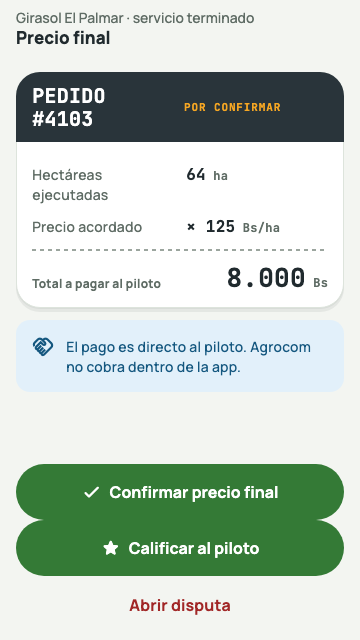 Girasol El Palmar · servicio terminado
Precio final
PEDIDO
#4103
POR CONFIRMAR
Hectáreas
ejecutadas
64 ha
Precio acordado
× 125 Bs/ha
Total a pagar al piloto
8.000 Bs
El pago es directo al piloto. Agrocom
no cobra dentro de la app.
Confirmar precio final
Calificar al piloto
Abrir disputa